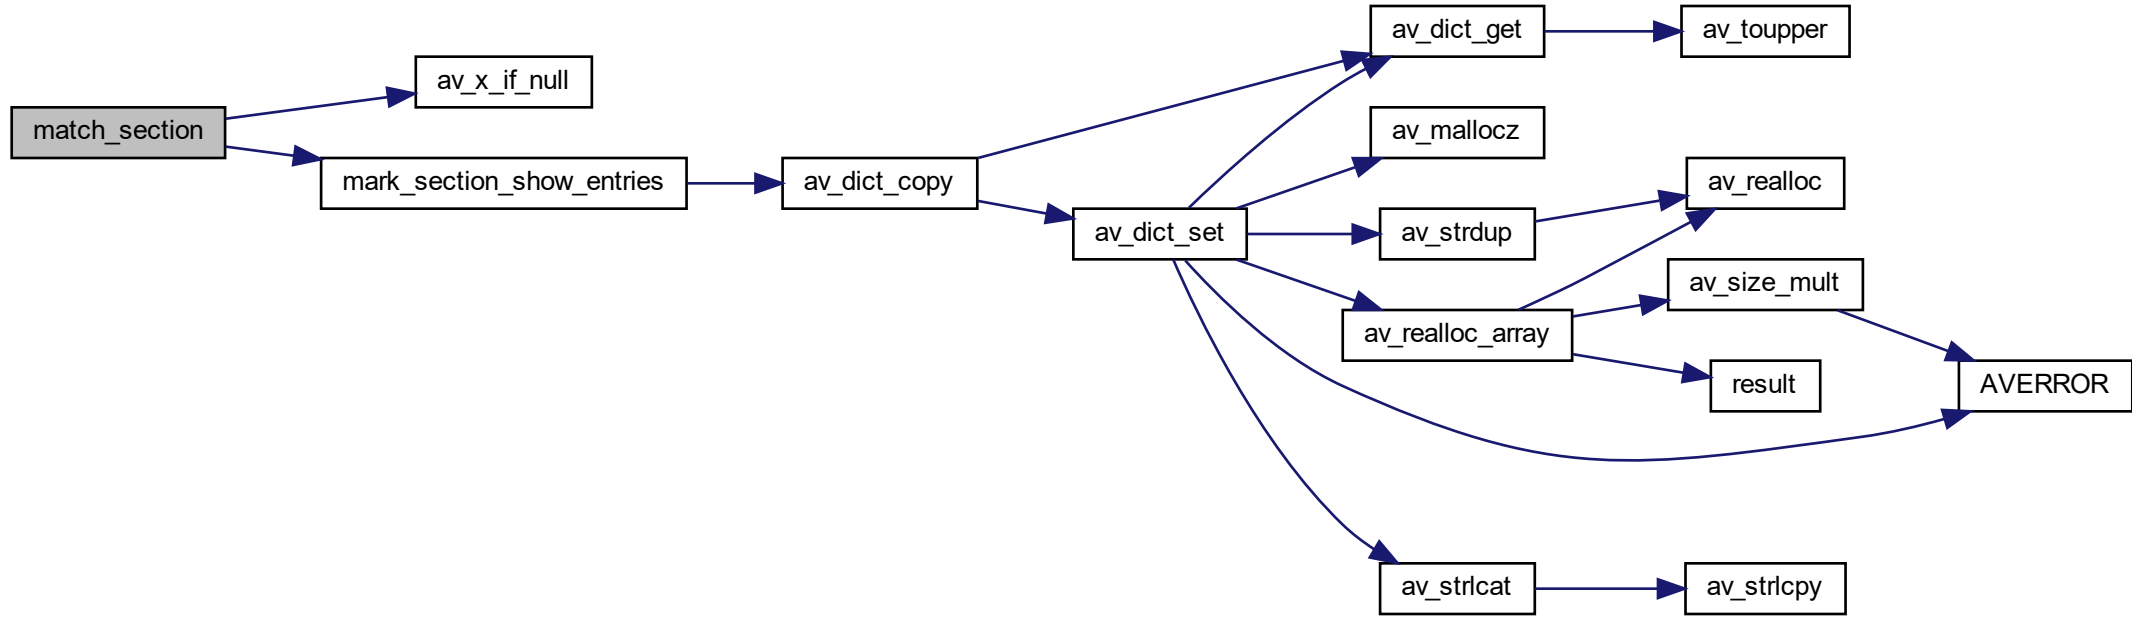 match_section
av_x_if_null
mark_section_show_entries
av_dict_copy
av_dict_set
av_dict_get
av_toupper
av_mallocz
av_strdup
av_realloc
av_realloc_array
av_size_mult
result
AVERROR
av_strlcat
av_strlcpy